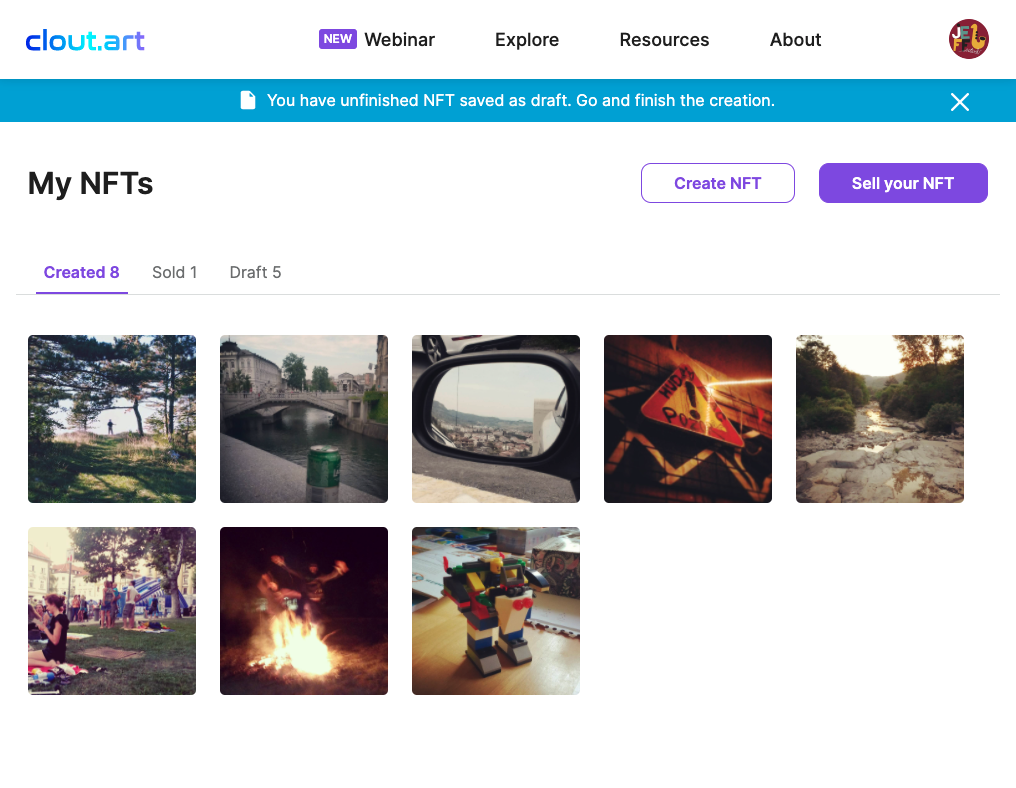 clout.art
NEW Webinar Explore Resources About
You have unfinished NFT saved as draft. Go and finish the creation.
My NFTs
Create NFT
Sell your NFT
Created 8
Sold 1
Draft 5